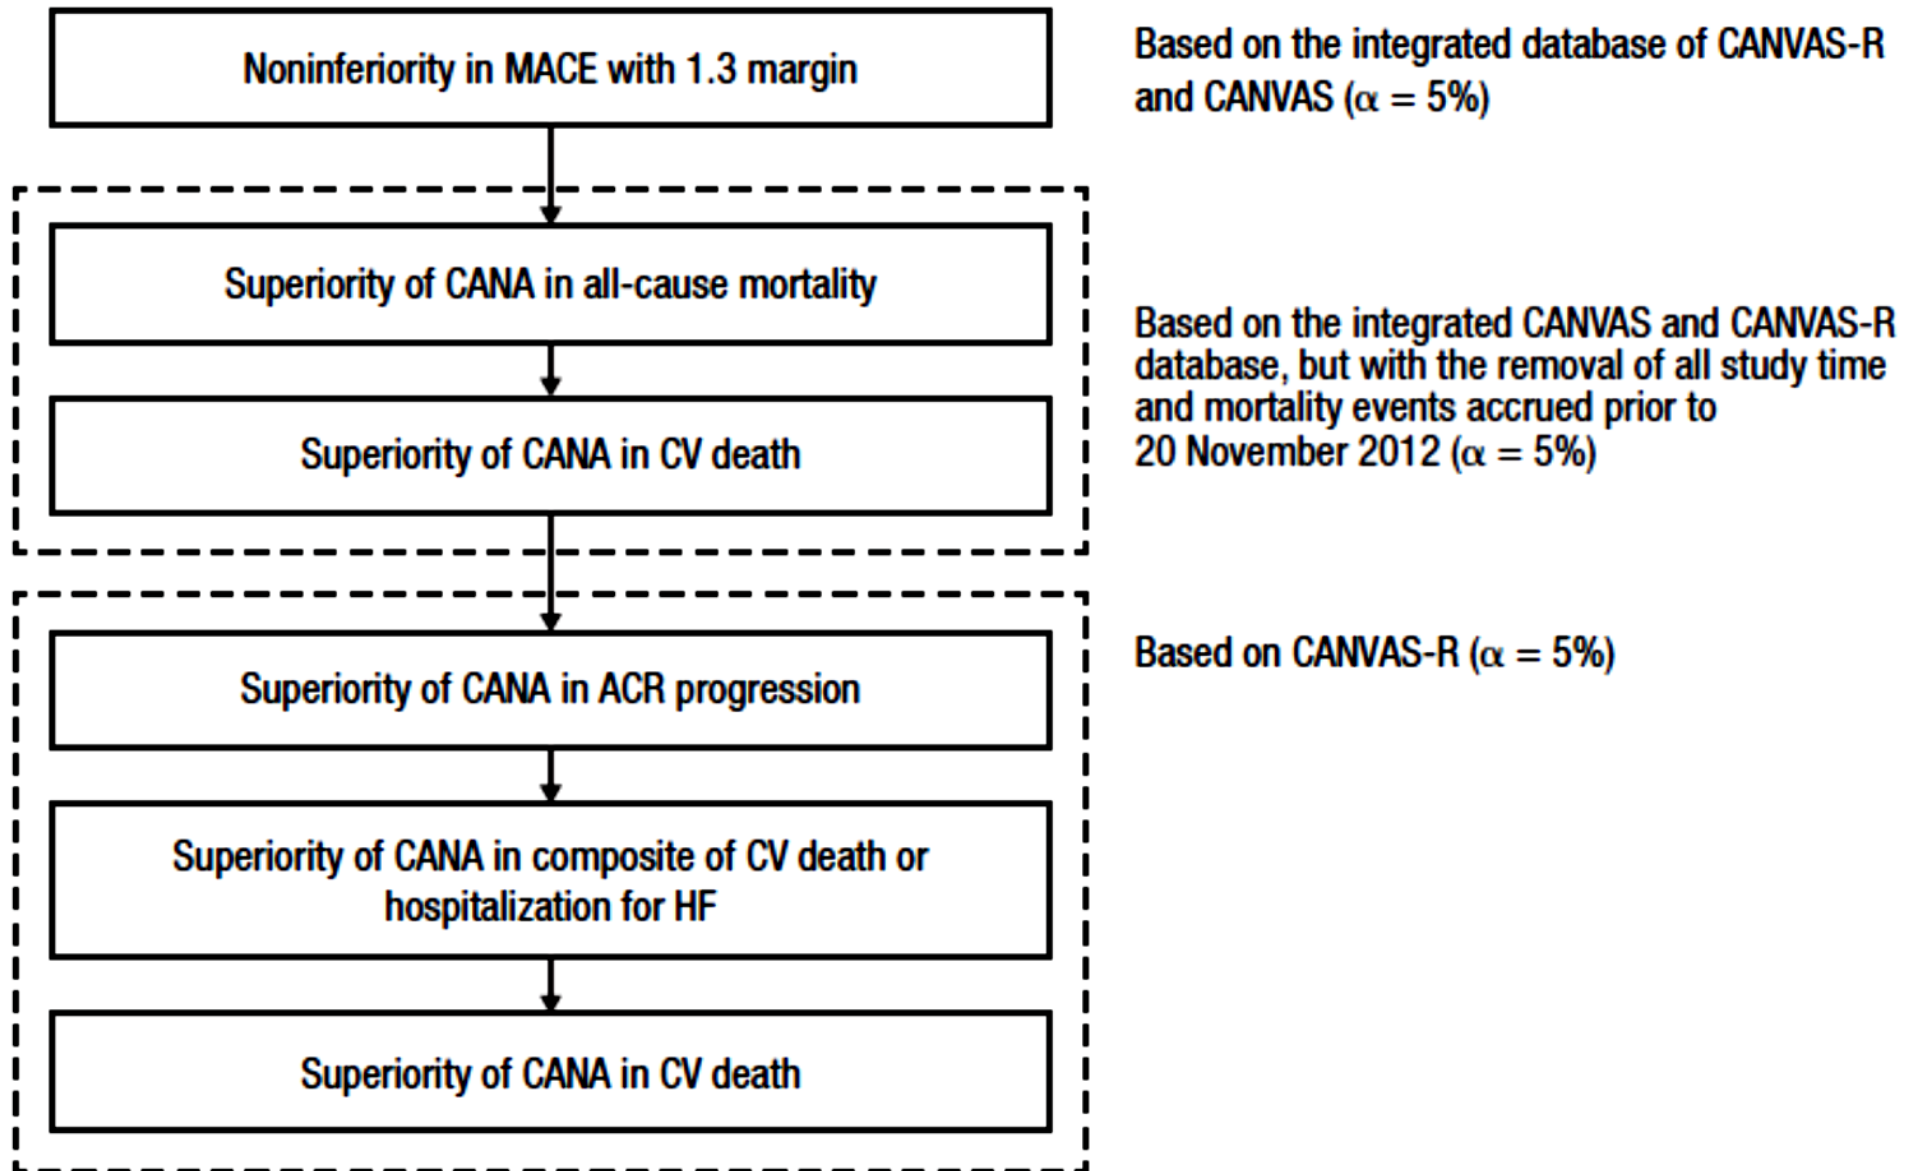 Noninferiority in MACE with 1.3 margin
Based on the integrated database of CANVAS-R
and CANVAS (α = 5%)
Superiority of CANA in all-cause mortality
Superiority of CANA in CV death
Based on the integrated CANVAS and CANVAS-R
database, but with the removal of all study time
and mortality events accrued prior to
20 November 2012 (α = 5%)
Superiority of CANA in ACR progression
Based on CANVAS-R (α = 5%)
Superiority of CANA in composite of CV death or
hospitalization for HF
Superiority of CANA in CV death